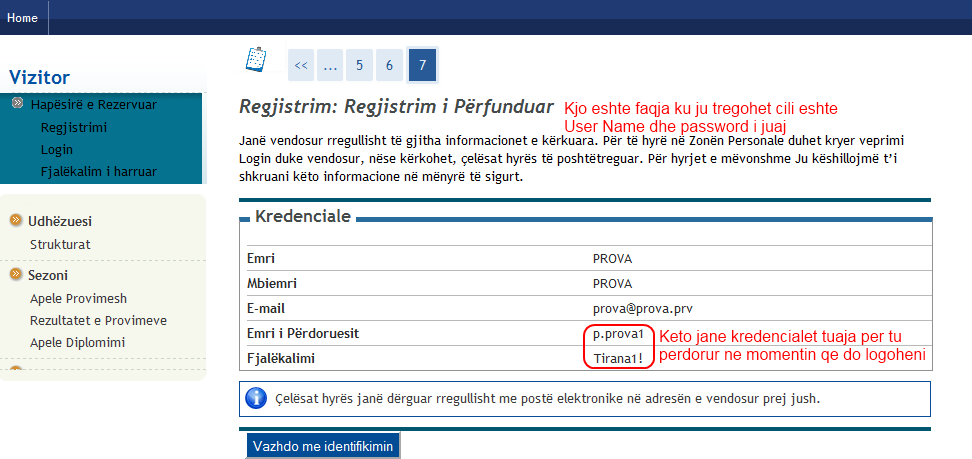 Home
Vizitor
Hapësirë e Rezervuar
Regjistrimi
Login
Fjalëkalim i harruar
Udhëzuesi
Strukturat
Sezoni
Apele Provimesh
Rezultatet e Provimeve
Apele Diplomimi
<< ... 5 6 7
Regjistrim: Regjistrim i Përfunduar
Kjo eshte faqja ku ju tregohet cili eshte
User Name dhe password i juaj
Janë vendosur rregullisht të gjitha informacionet e kërkuara. Për të hyrë në Zonën Personale duhet kryer veprimi
Login duke vendosur, nëse kërkohet, çelësat hyrës të poshtëtreguar. Për hyrjet e mëvonshme Ju këshillojmë t’i
shkruani këto informacione në mënyrë të sigurt.
Kredenciale
Emri PROVA
Mbiemri PROVA
E-mail prova@prova.prv
Emri i Përdoruesit p.prova1
Fjalëkalimi Tirana1!
Keto jane kredencialet tuaja per tu
perdorur ne momentin qe do logoheni
Çelësat hyrës janë dërguar rregullisht me postë elektronike në adresën e vendosur prej jush.
Vazhdo me identifikimin